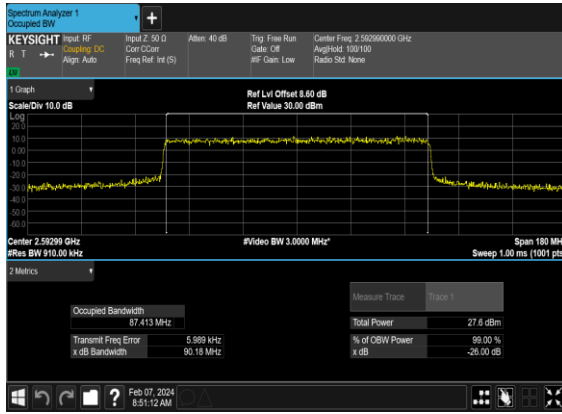 Spectrum Analyzer 1
Occupied BW
+
KEYSIGHT
R T
LU
Input: RF
Coupling: DC
Align: Auto
Input Z: 50 Ω
Corr CCorr
Freq Ref: Int (S)
Atten: 40 dB
Trig: Free Run
Gate: Off
#IF Gain: Low
Center Freq: 2.592990000 GHz
Avg|Hold: 100/100
Radio Std: None
1 Graph
Scale/Div 10.0 dB
Ref Lvl Offset 8.60 dB
Ref Value 30.00 dBm
Log
20.0
10.0
0.00
-10.0
-20.0
-30.0
-40.0
-50.0
-60.0
Center 2.59299 GHz
#Res BW 910.00 kHz
#Video BW 3.0000 MHz*
Span 180 MH
Sweep 1.00 ms (1001 pts
2 Metrics
Measure Trace Trace 1
Occupied Bandwidth
87.413 MHz
Total Power 27.6 dBm
Transmit Freq Error 5.989 kHz
x dB Bandwidth 90.18 MHz
% of OBW Power 99.00 %
x dB -26.00 dB
?
Feb 07, 2024
8:51:12 AM